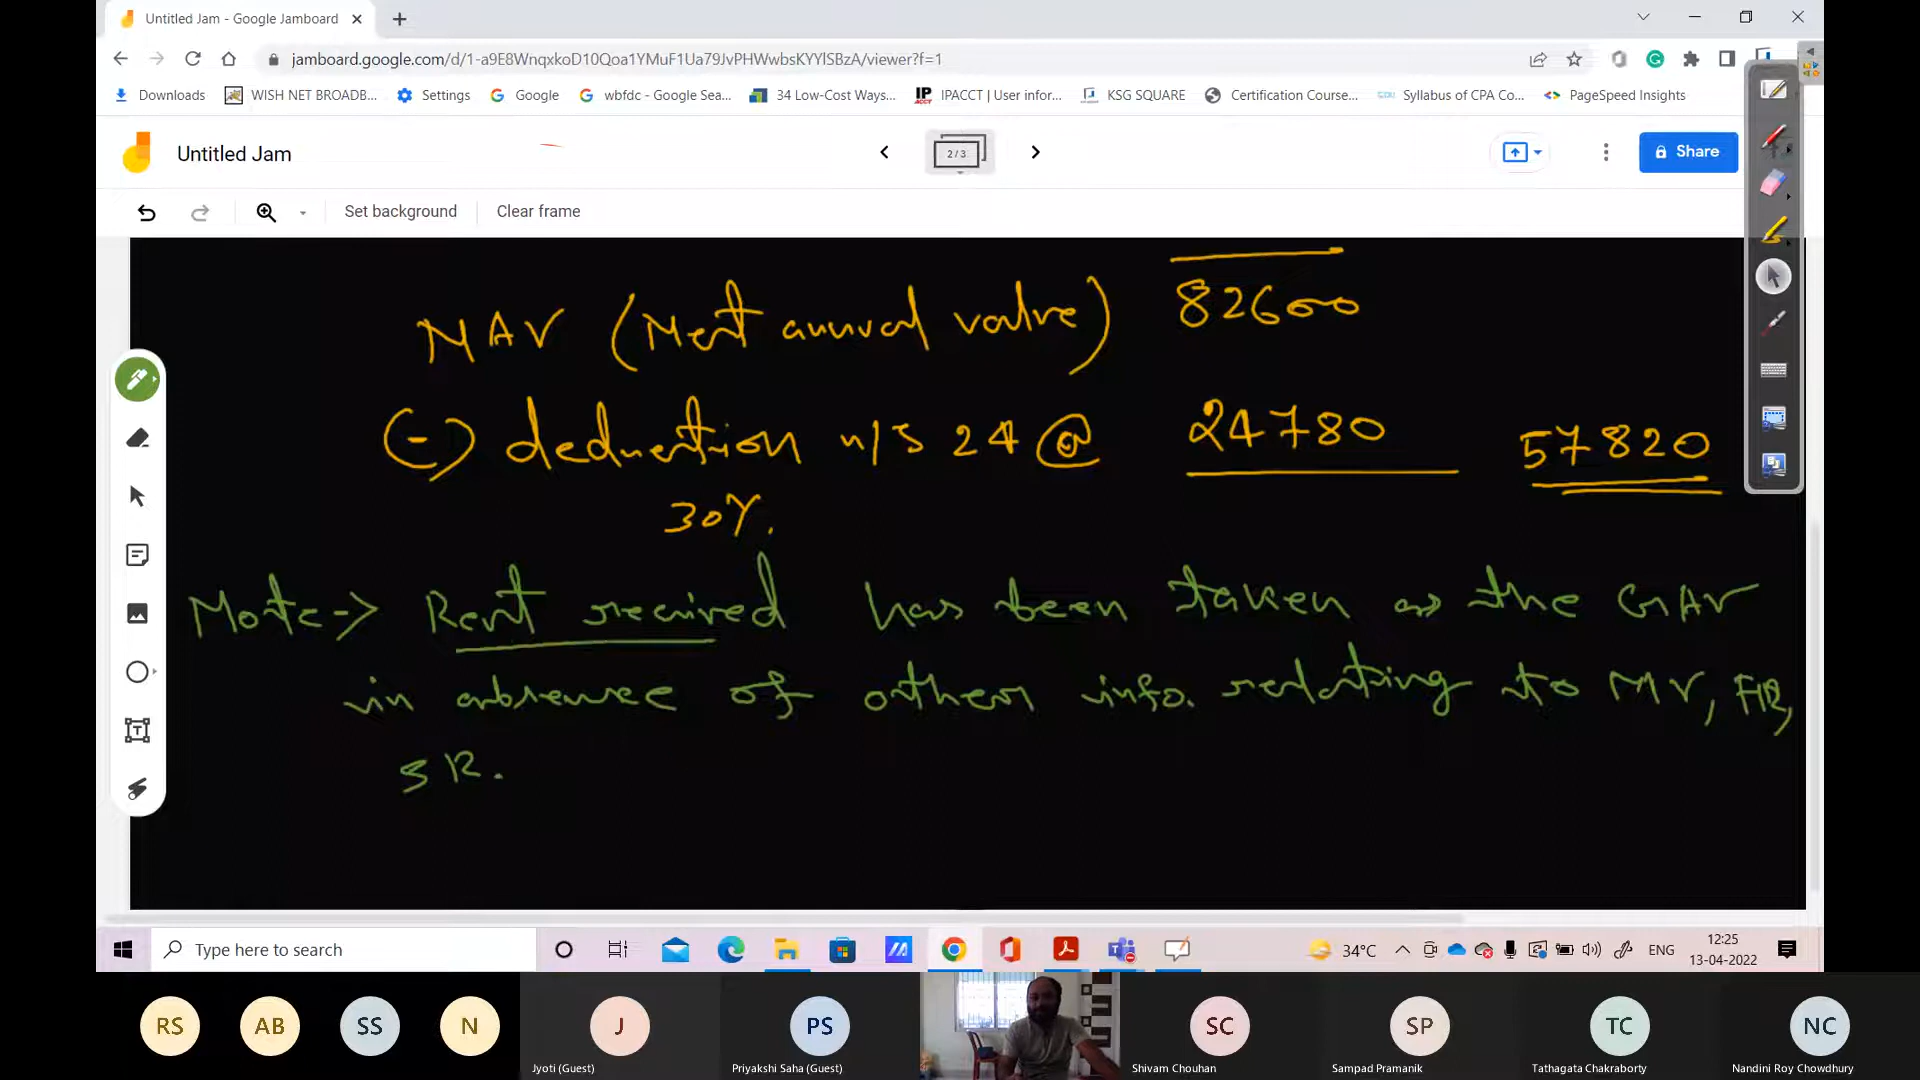 Untitled Jam - Google Jamboard
jamboard.google.com/d/1-a9E8WnqxkoD10Qoa1YMuF1Ua79JvPHWwbsKYYlSBzA/viewer?f=1
Downloads WISH NET BROADB... Settings Google wbfdc - Google Sea... 34 Low-Cost Ways... IPACCT | User infor... KSG SQUARE Certification Course... Syllabus of CPA Co... PageSpeed Insights
Untitled Jam 2 / 3 Share
Set background Clear frame
NAV (Nent annual value) 82600
(-) deduction u/s 24 @ 24780 57820
30%.
Note-> Rent received has been taken as the GAV
in absence of other info. relating to MV, FR,
SR.
Type here to search 34°C ENG 12:25
13-04-2022
RS AB SS N J PS SC SP TC NC
Jyoti (Guest) Priyakshi Saha (Guest) Shivam Chouhan Sampad Pramanik Tathagata Chakraborty Nandini Roy Chowdhury